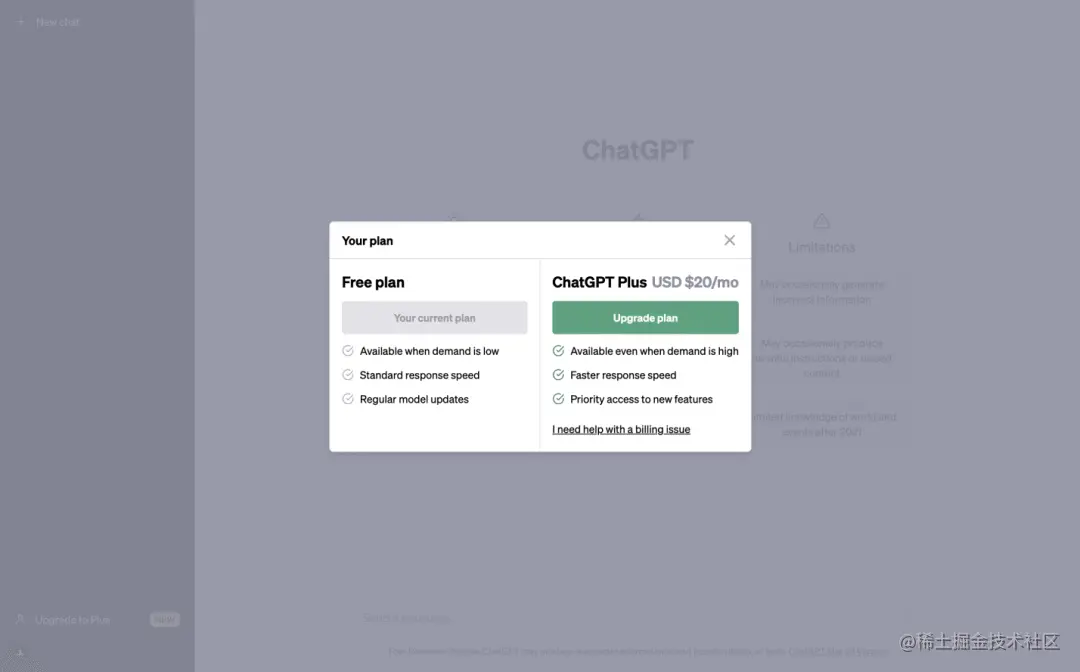 New chat
ChatGPT
Limitations
Your plan
Free plan
Your current plan
Available when demand is low
Standard response speed
Regular model updates
ChatGPT Plus USD $20/mo
Upgrade plan
Available even when demand is high
Faster response speed
Priority access to new features
I need help with a billing issue
May occasionally generate
incorrect information
May occasionally produce
harmful instructions or biased
content
Limited knowledge of world and
events after 2021
Upgrade to Plus
Send a message...
@稀土掘金技术社区